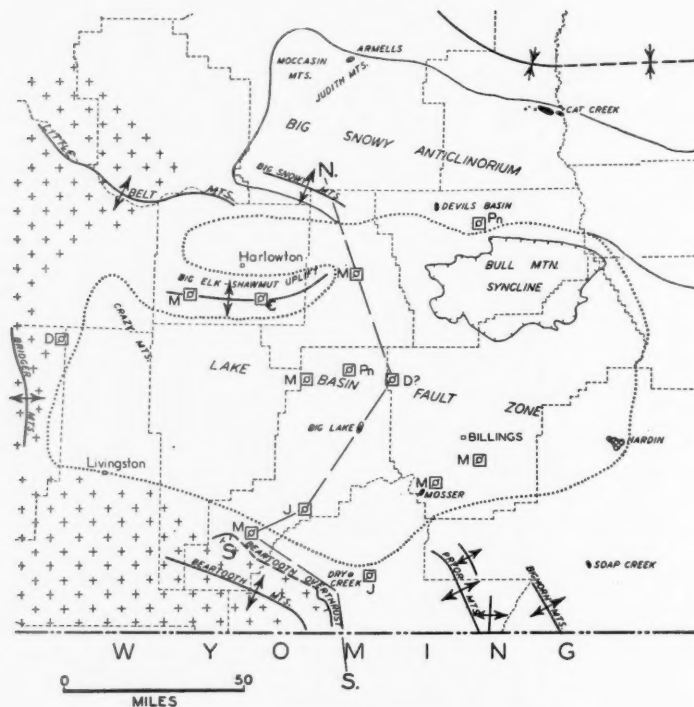 ARMELLS
MOCCASIN
MTS.
JUDITH MTS.
CAT CREEK
BIG SNOWY ANTICLINORIUM
LITTLE BELT MTS.
BIG SNOWY MTS.
N.
DEVILS BASIN
Pn
Harlowton
M
BULL MTN.
SYNCLINE
BIG ELK - SHAWMUT UPLIFT
M
Є
CRAZY MTS.
D
BRIDGER MTS.
LAKE BASIN FAULT ZONE
M
Pn
D?
BIG LAKE
BILLINGS
M
HARDIN
Livingston
M
MOSSER
J
M
S
BEARTOOTH OVERTHRUST
BEARTOOTH MTS.
DRY CREEK
J
PRYOR MTS.
BIGHORN MTS.
SOAP CREEK
WYOMING
S.
0 50
MILES